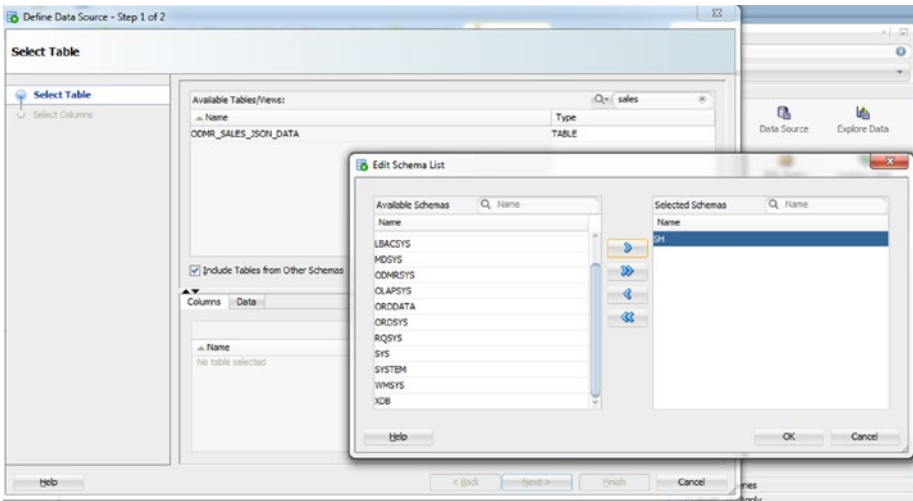 Define Data Source - Step 1 of 2
Select Table
Select Table
Select Columns
Available Tables/Views:
sales
Name
Type
ODMR_SALES_JSON_DATA
TABLE
Include Tables from Other Schemas
Columns
Data
Name
No table selected
Help
< Back
Next >
Finish
Cancel
Data Source
Explore Data
Edit Schema List
Available Schemas
Name
Name
LBACSYS
MDSYS
ODMRSYS
OLAPSYS
ORDDATA
ORDSYS
RQSYS
SYS
SYSTEM
WMSYS
XDB
Selected Schemas
Name
Name
SH
Help
OK
Cancel
Apply